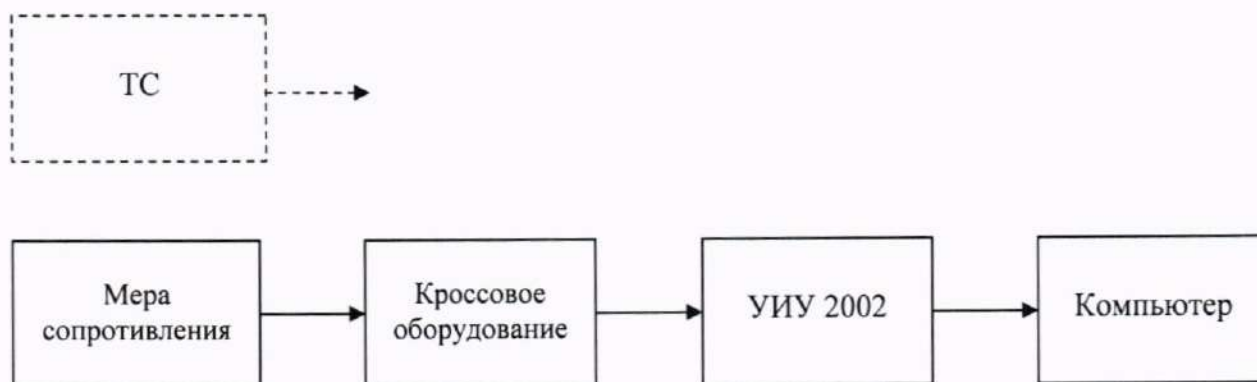 ТС
Мера
сопротивления
Кроссовое
оборудование
УИУ 2002
Компьютер